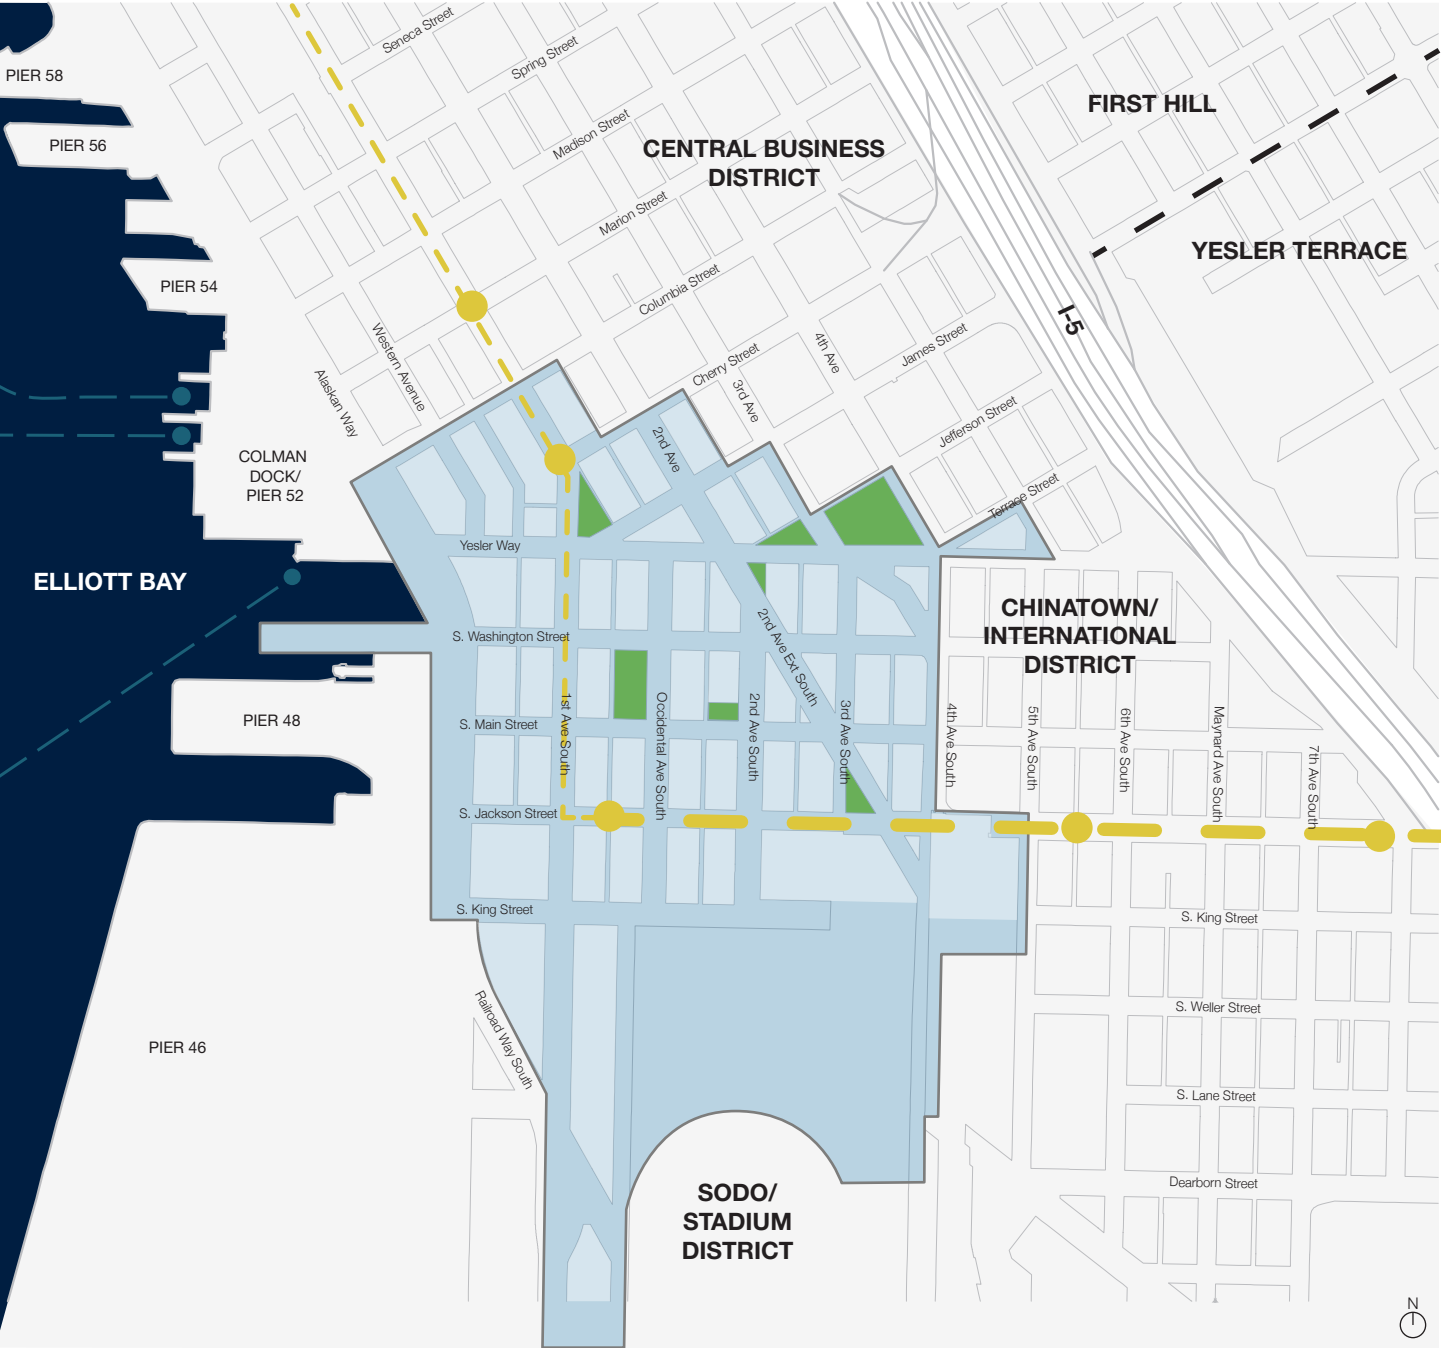 Seneca Street
Spring Street
PIER 58
FIRST HILL
Madison Street
PIER 56
CENTRAL BUSINESS
DISTRICT
Marion Street
YESLER TERRACE
PIER 54
Columbia Street
I-5
Western Avenue
4th Ave
James Street
Cherry Street
Alaskan Way
3rd Ave
Jefferson Street
2nd Ave
COLMAN
DOCK/
PIER 52
Terrace Street
Yesler Way
ELLIOTT BAY
CHINATOWN/
INTERNATIONAL
DISTRICT
S. Washington Street
2nd Ave Ext South
PIER 48
S. Main Street
1st Ave South
Occidental Ave South
2nd Ave South
3rd Ave South
4th Ave South
5th Ave South
6th Ave South
Maynard Ave South
7th Ave South
S. Jackson Street
S. King Street
S. King Street
Railroad Way South
S. Weller Street
PIER 46
S. Lane Street
SODO/
STADIUM
DISTRICT
Dearborn Street
N